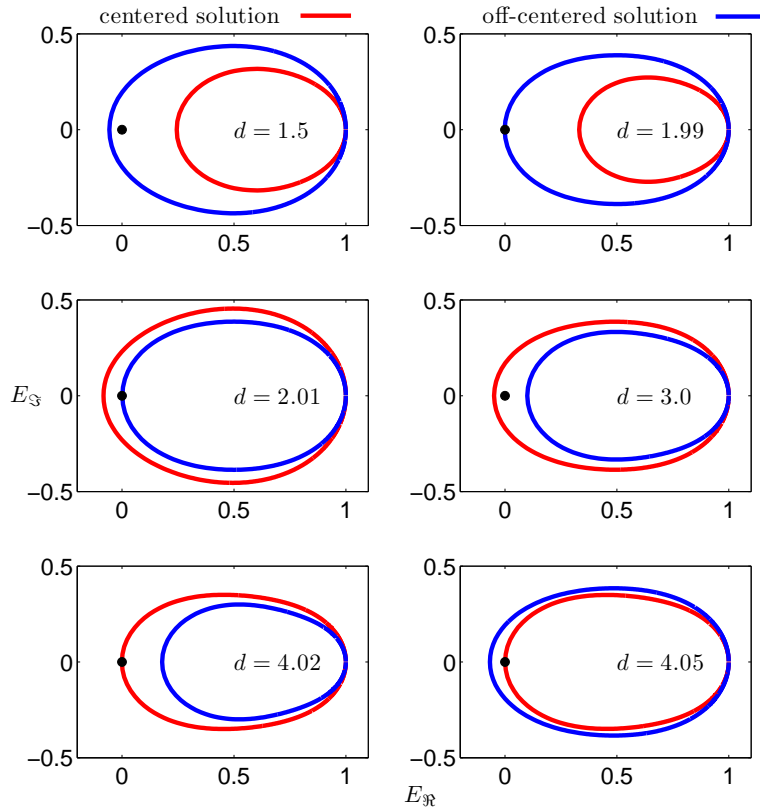 centered solution off-centered solution
0.5 0.5
0 d = 1.5 0 d = 1.99
−0.5 −0.5
0 0.5 1 0 0.5 1
0.5 0.5
E_ℑ 0 d = 2.01 0 d = 3.0
−0.5 −0.5
0 0.5 1 0 0.5 1
0.5 0.5
0 d = 4.02 0 d = 4.05
−0.5 −0.5
0 0.5 1 0 0.5 1
E_ℜ